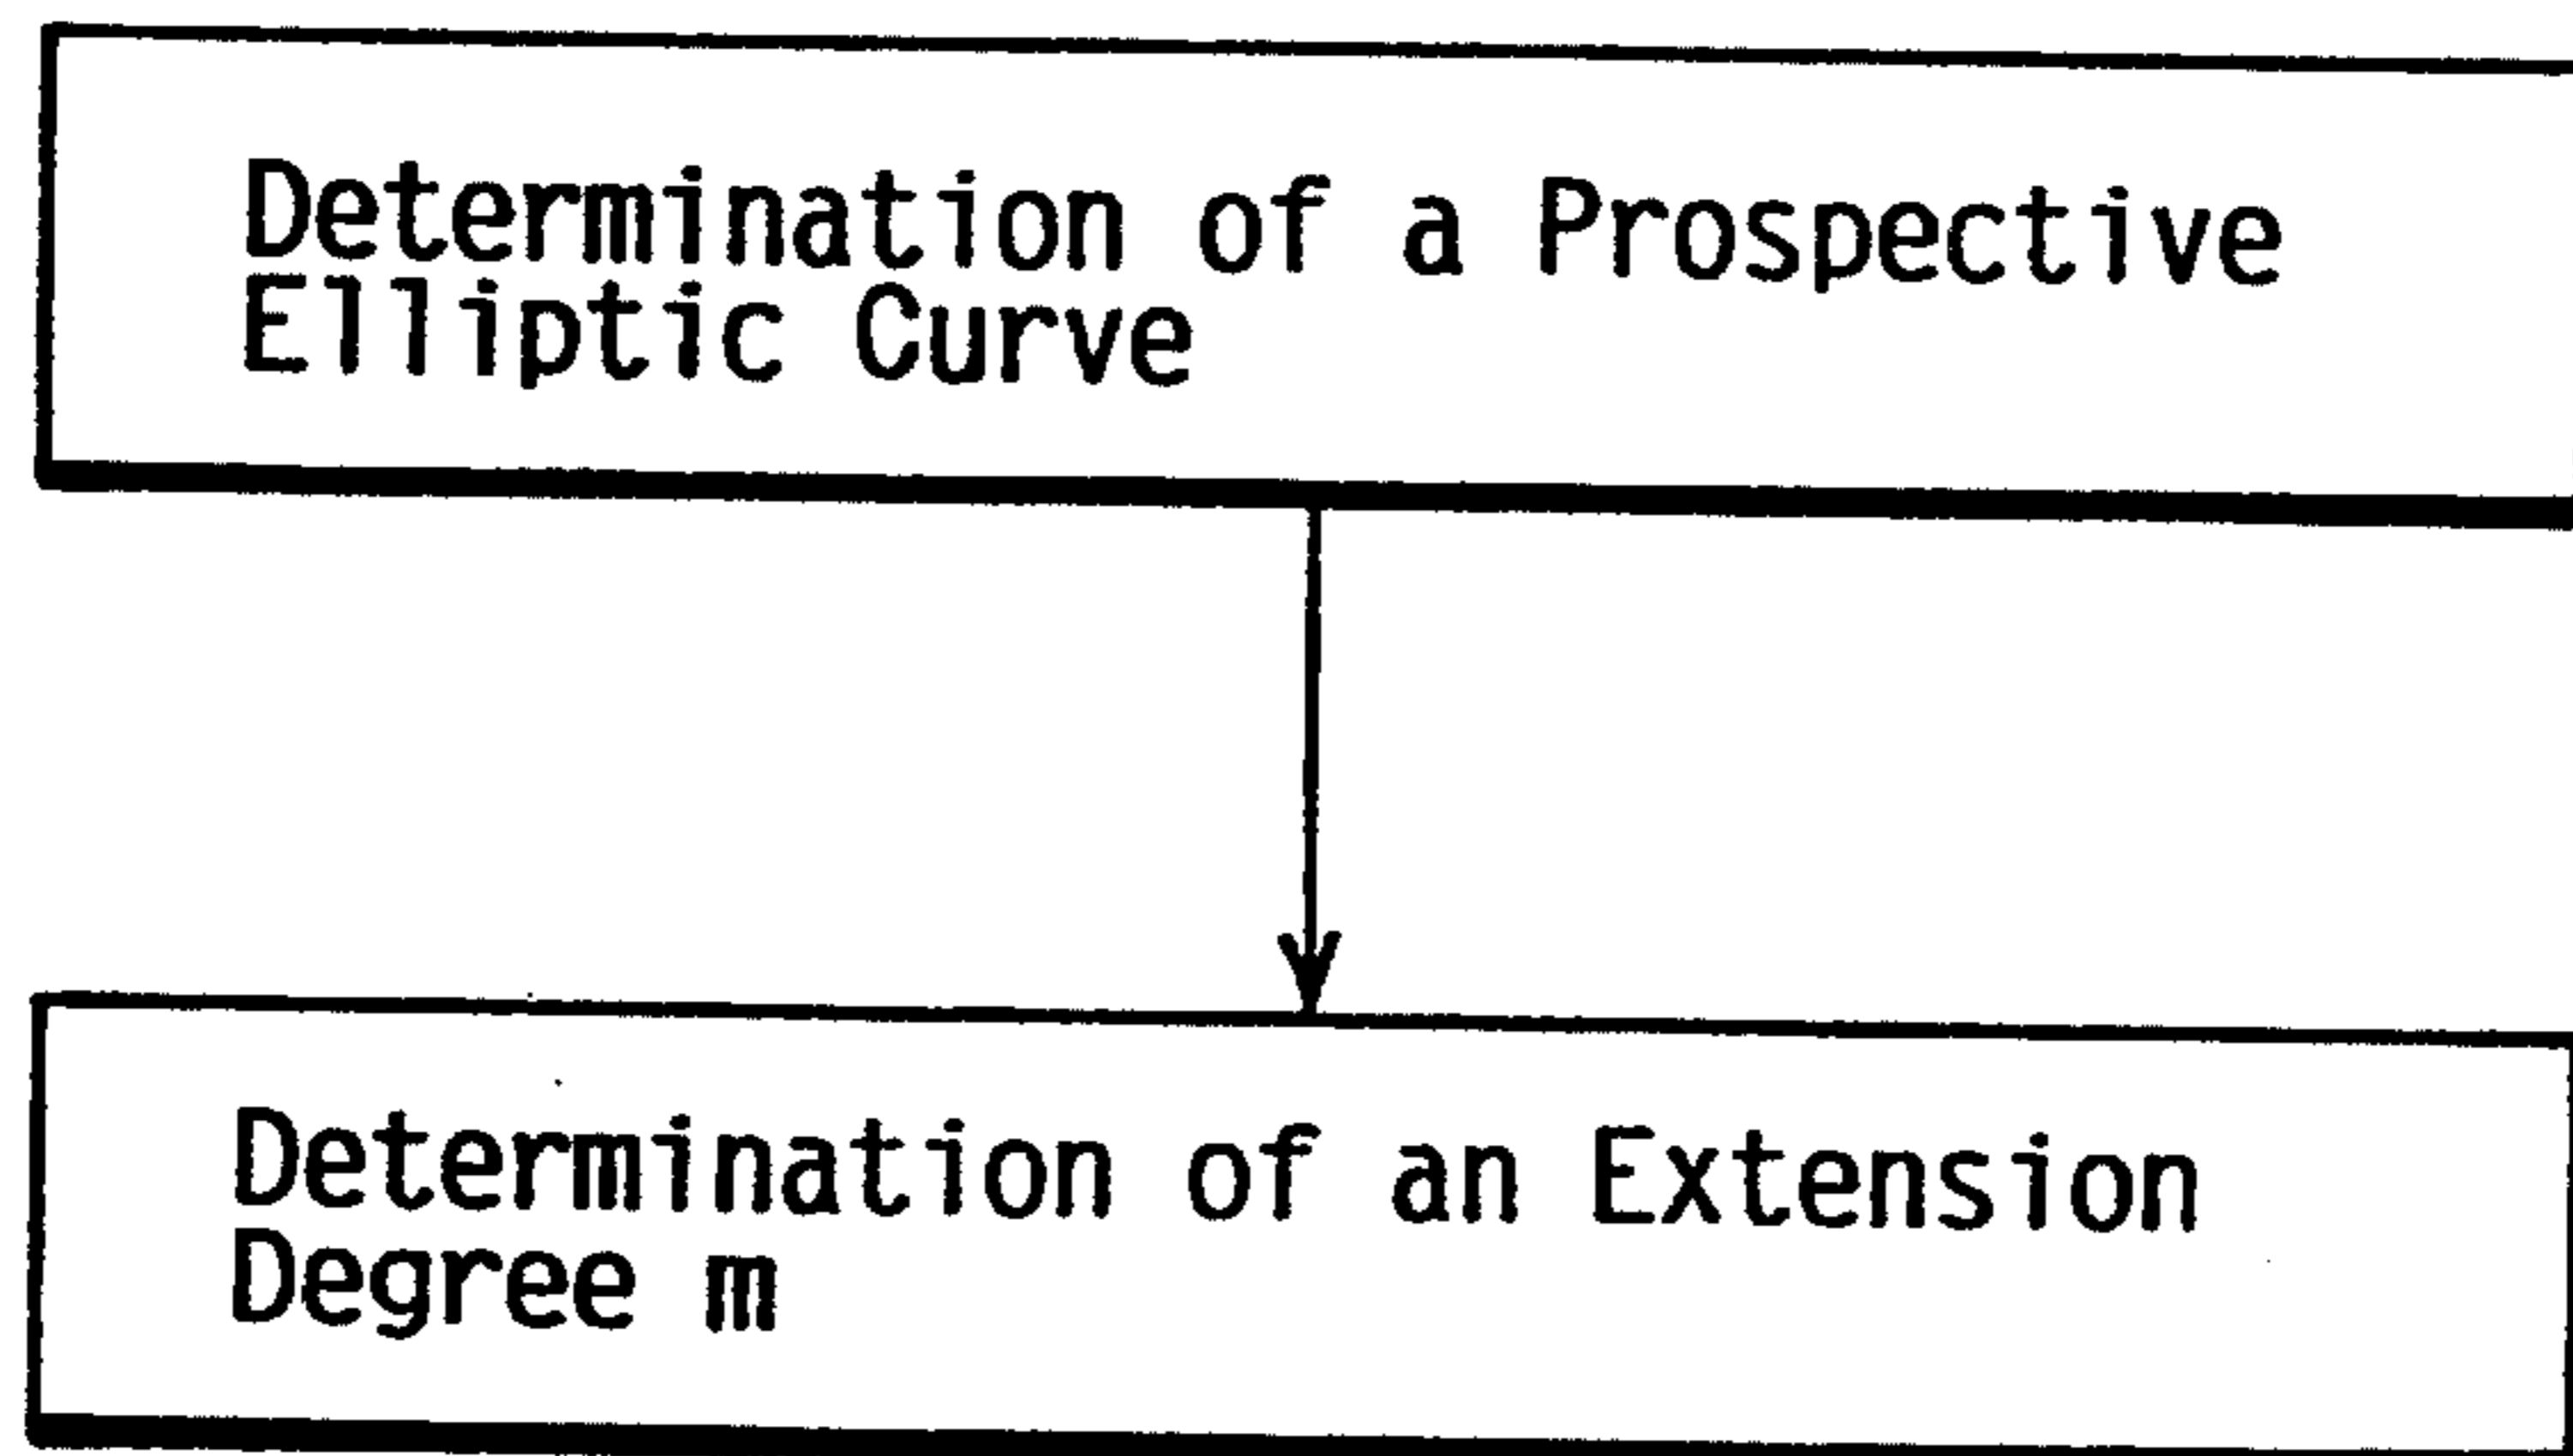 Determination of a Prospective
Elliptic Curve
Determination of an Extension
Degree m